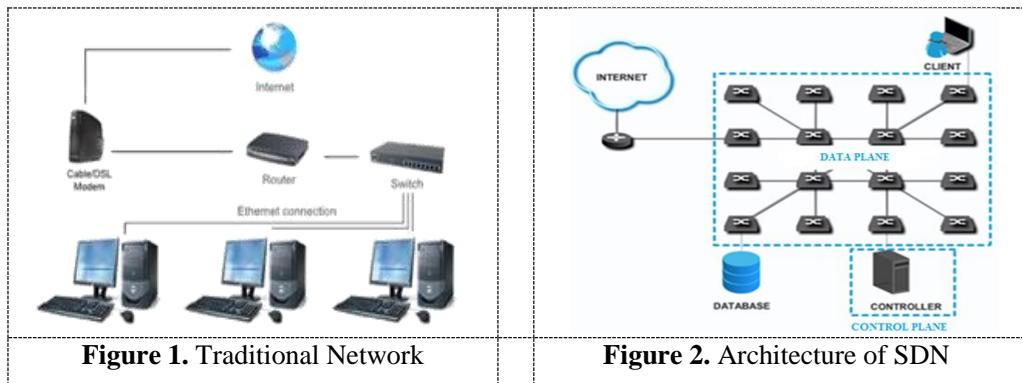 Internet
Cable/DSL
Modem
Router
Switch
Ethernet connection
Figure 1. Traditional Network
CLIENT
INTERNET
DATA PLANE
DATABASE
CONTROLLER
CONTROL PLANE
Figure 2. Architecture of SDN